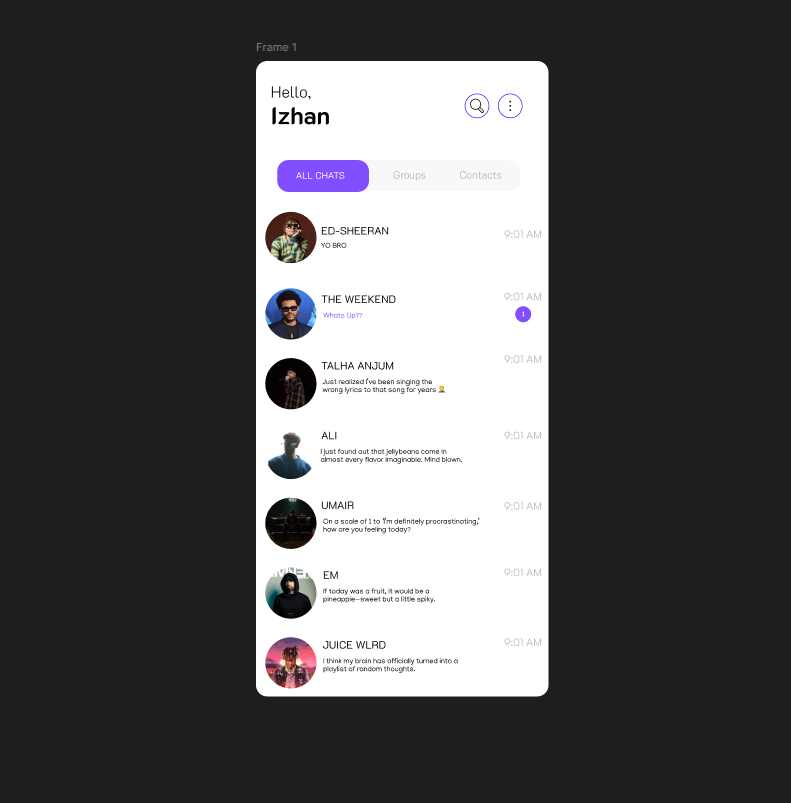 Frame 1
Hello,
Izhan
ALL CHATS Groups Contacts
ED-SHEERAN
9:01 AM
YO BRO
THE WEEKEND
9:01 AM
Whats Up??
1
TALHA ANJUM
9:01 AM
Just realized I've been singing the
wrong lyrics to that song for years 🤦‍♂️
ALI
9:01 AM
I just found out that jellybeans come in
almost every flavor imaginable. Mind blown.
UMAIR
9:01 AM
On a scale of 1 to 'I'm definitely procrastinating,'
how are you feeling today?
EM
9:01 AM
If today was a fruit, it would be a
pineapple—sweet but a little spiky.
JUICE WLRD
9:01 AM
I think my brain has officially turned into a
playlist of random thoughts.